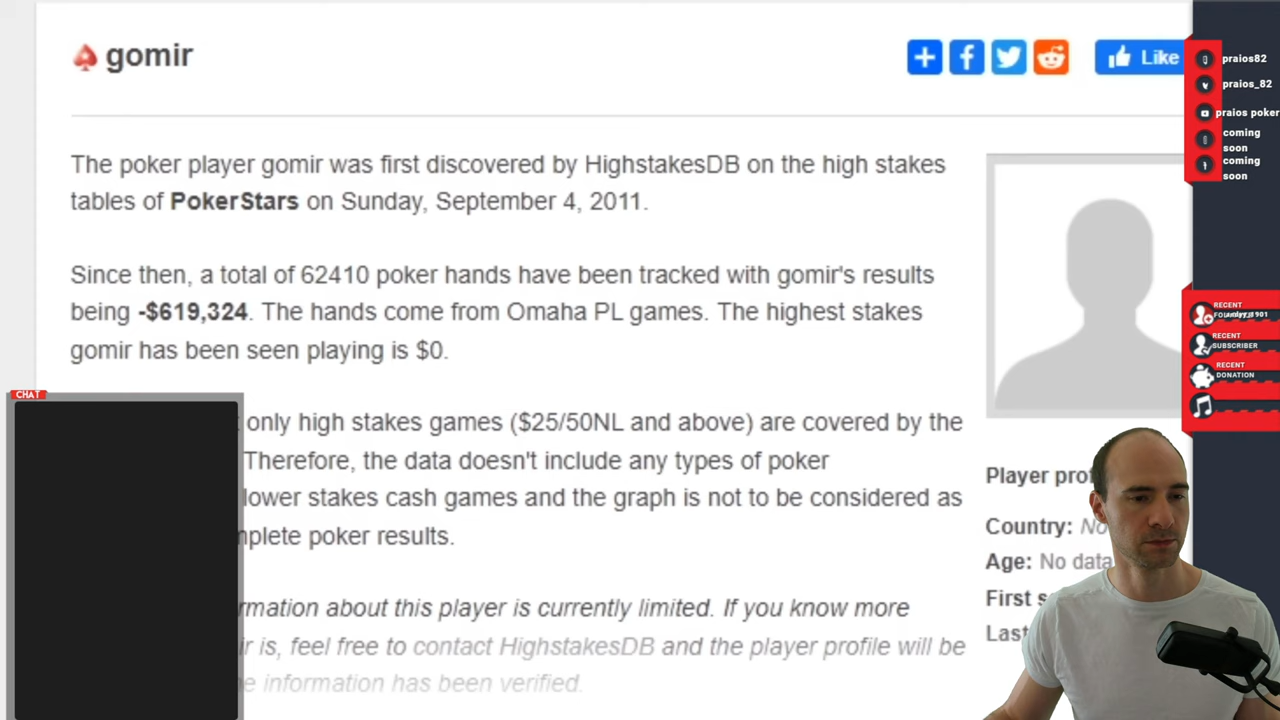 gomir
Like
The poker player gomir was first discovered by HighstakesDB on the high stakes
tables of PokerStars on Sunday, September 4, 2011.
Since then, a total of 62410 poker hands have been tracked with gomir's results
being -$619,324. The hands come from Omaha PL games. The highest stakes
gomir has been seen playing is $0.
only high stakes games ($25/50NL and above) are covered by the
Therefore, the data doesn't include any types of poker
lower stakes cash games and the graph is not to be considered as
mplete poker results.
rmation about this player is currently limited. If you know more
ir is, feel free to contact HighstakesDB and the player profile will be
e information has been verified.
Player prof
Country: No
Age: No data
First s
Last
CHAT
praios82
praios_82
praios poker
coming
soon
coming
soon
RECENT
RECENT
SUBSCRIBER
RECENT
DONATION